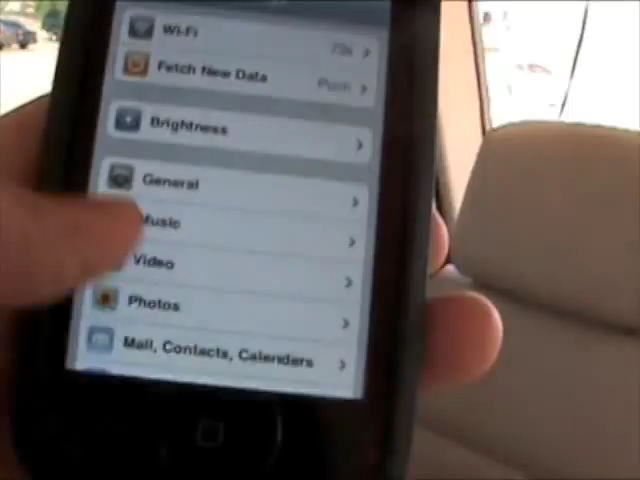 Wi-Fi
Fetch New Data Push
Brightness
General
Music
Video
Photos
Mail, Contacts, Calendars